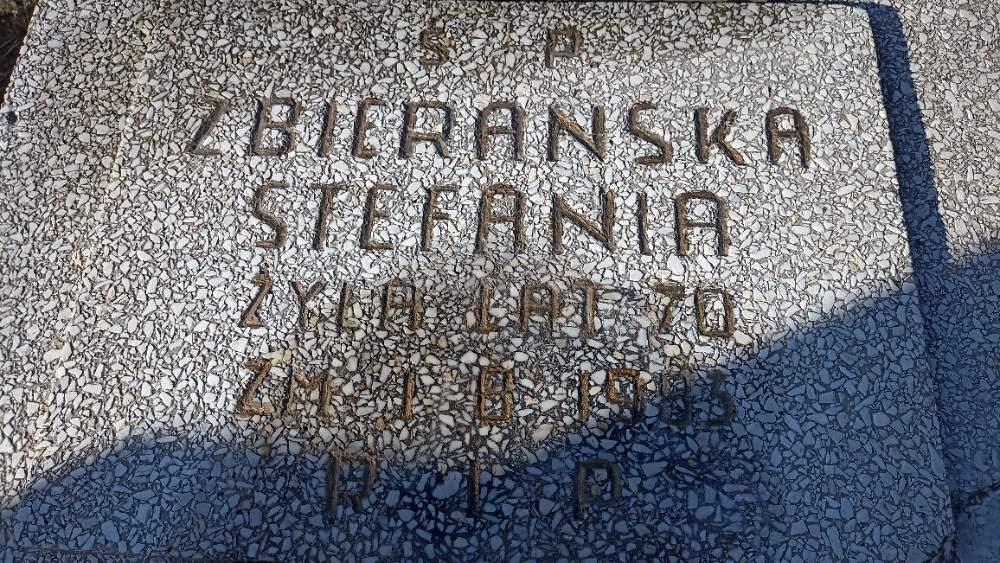 Ś P
ZBIERAŃSKA
STEFANIA
ŻYŁA LAT 70
ZM 1 8 1983
R I P